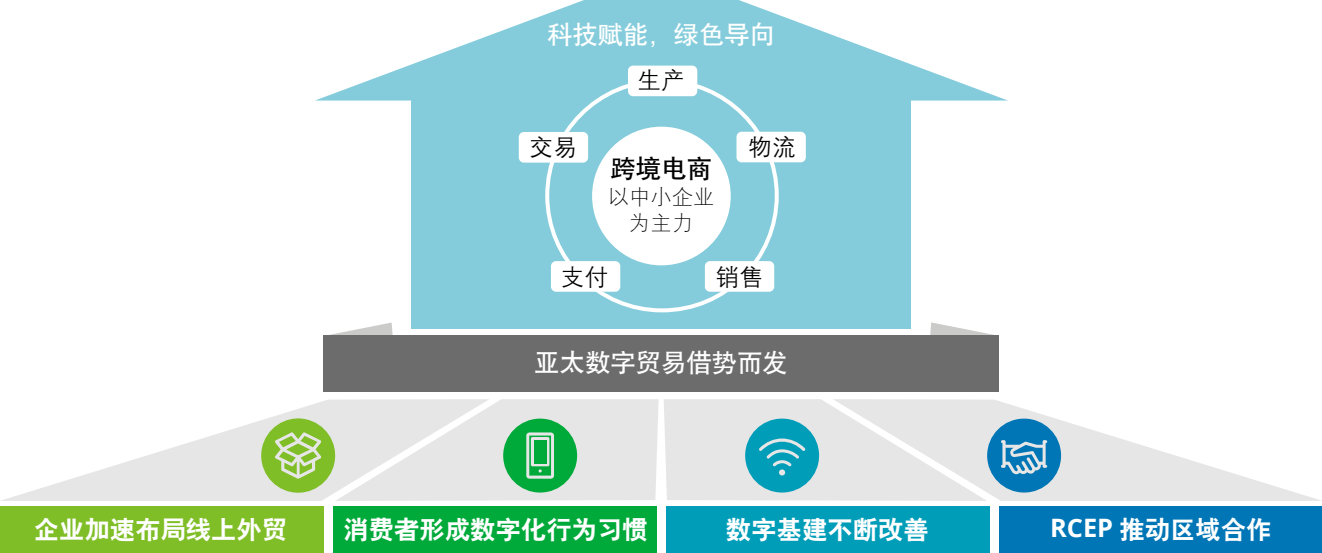 科技赋能，绿色导向
生产
交易
物流
跨境电商
以中小企业
为主力
支付
销售
亚太数字贸易借势而发
企业加速布局线上外贸
消费者形成数字化行为习惯
数字基建不断改善
RCEP 推动区域合作